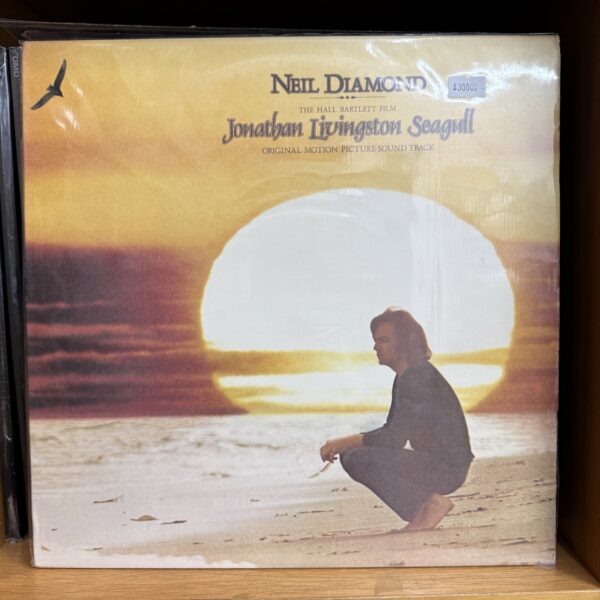 NEIL DIAMOND
$30000
THE HALL BARTLETT FILM
Jonathan Livingston Seagull
ORIGINAL MOTION PICTURE SOUND TRACK